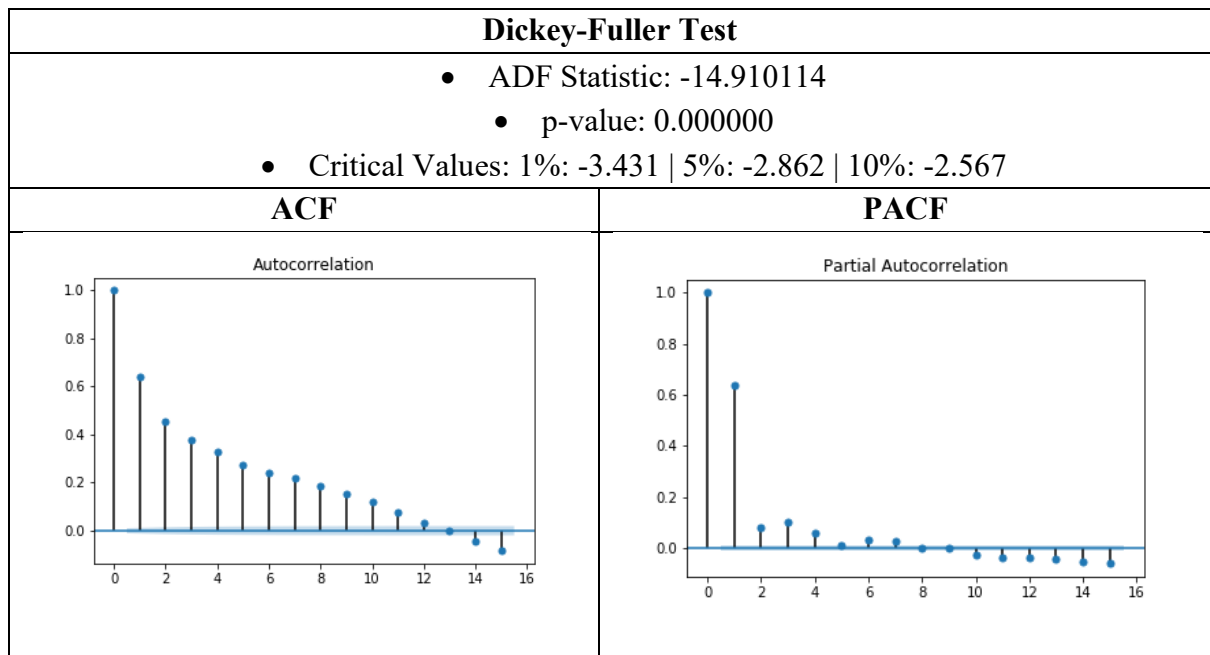 Dickey-Fuller Test
• ADF Statistic: -14.910114
• p-value: 0.000000
• Critical Values: 1%: -3.431 | 5%: -2.862 | 10%: -2.567
ACF
PACF
Autocorrelation
1.0
0.8
0.6
0.4
0.2
0.0
0 2 4 6 8 10 12 14 16
Partial Autocorrelation
1.0
0.8
0.6
0.4
0.2
0.0
0 2 4 6 8 10 12 14 16